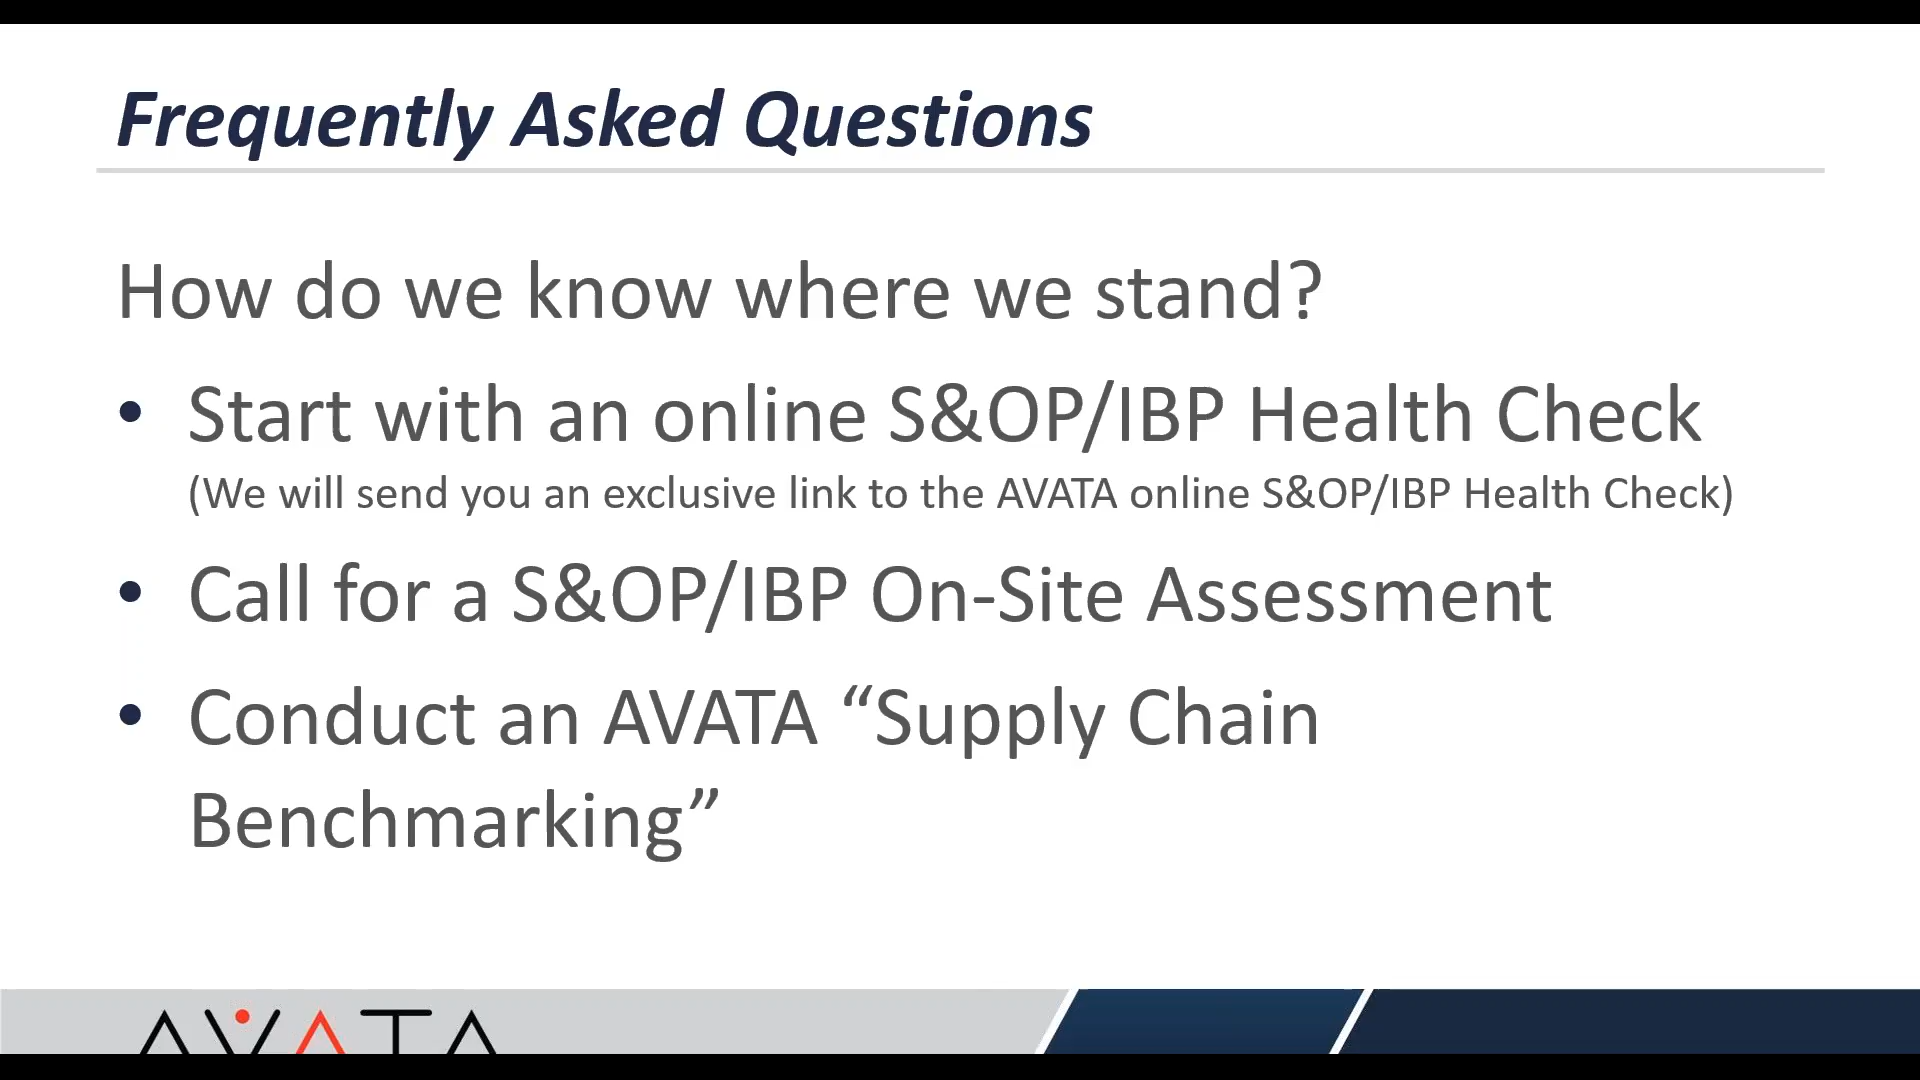 Frequently Asked Questions
How do we know where we stand?
• Start with an online S&OP/IBP Health Check
(We will send you an exclusive link to the AVATA online S&OP/IBP Health Check)
• Call for a S&OP/IBP On-Site Assessment
• Conduct an AVATA “Supply Chain
Benchmarking”
AVATA